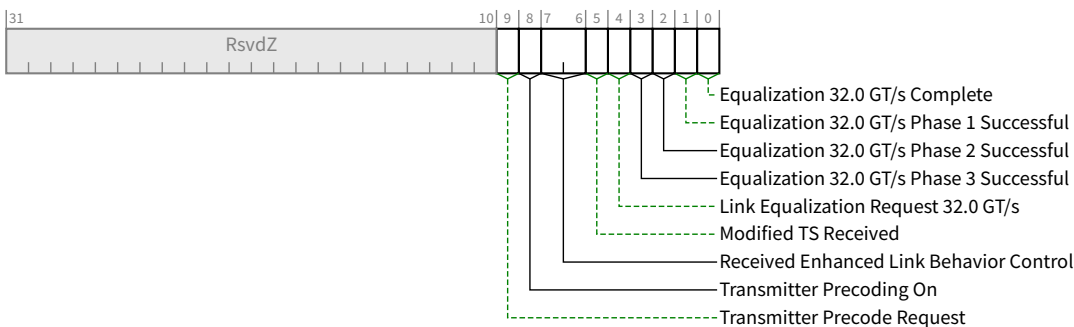 31 10 9 8 7 6 5 4 3 2 1 0
RsvdZ
Equalization 32.0 GT/s Complete
Equalization 32.0 GT/s Phase 1 Successful
Equalization 32.0 GT/s Phase 2 Successful
Equalization 32.0 GT/s Phase 3 Successful
Link Equalization Request 32.0 GT/s
Modified TS Received
Received Enhanced Link Behavior Control
Transmitter Precoding On
Transmitter Precode Request